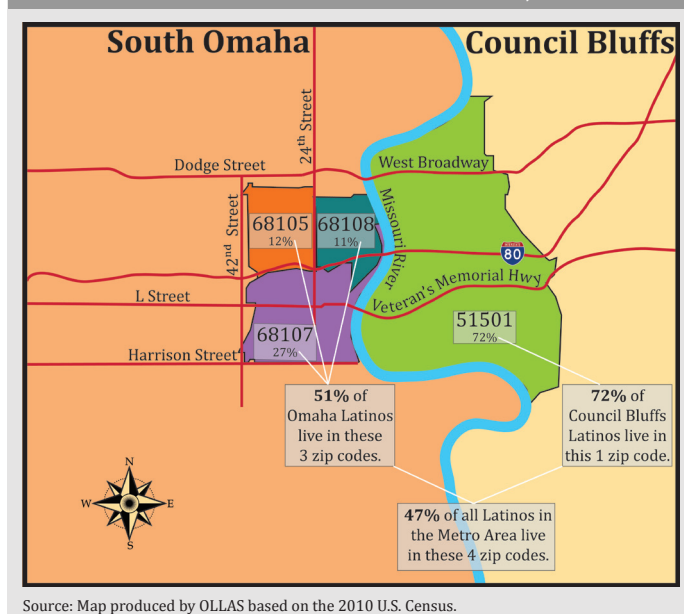 South Omaha
Council Bluffs
24th Street
Dodge Street
West Broadway
42nd Street
68105
12%
68108
11%
Missouri River
80
L Street
Veteran's Memorial Hwy
68107
27%
51501
72%
Harrison Street
51% of
Omaha Latinos
live in these
3 zip codes.
72% of
Council Bluffs
Latinos live in
this 1 zip code.
47% of all Latinos in
the Metro Area live
in these 4 zip codes.
N
W
E
S
Source: Map produced by OLLAS based on the 2010 U.S. Census.